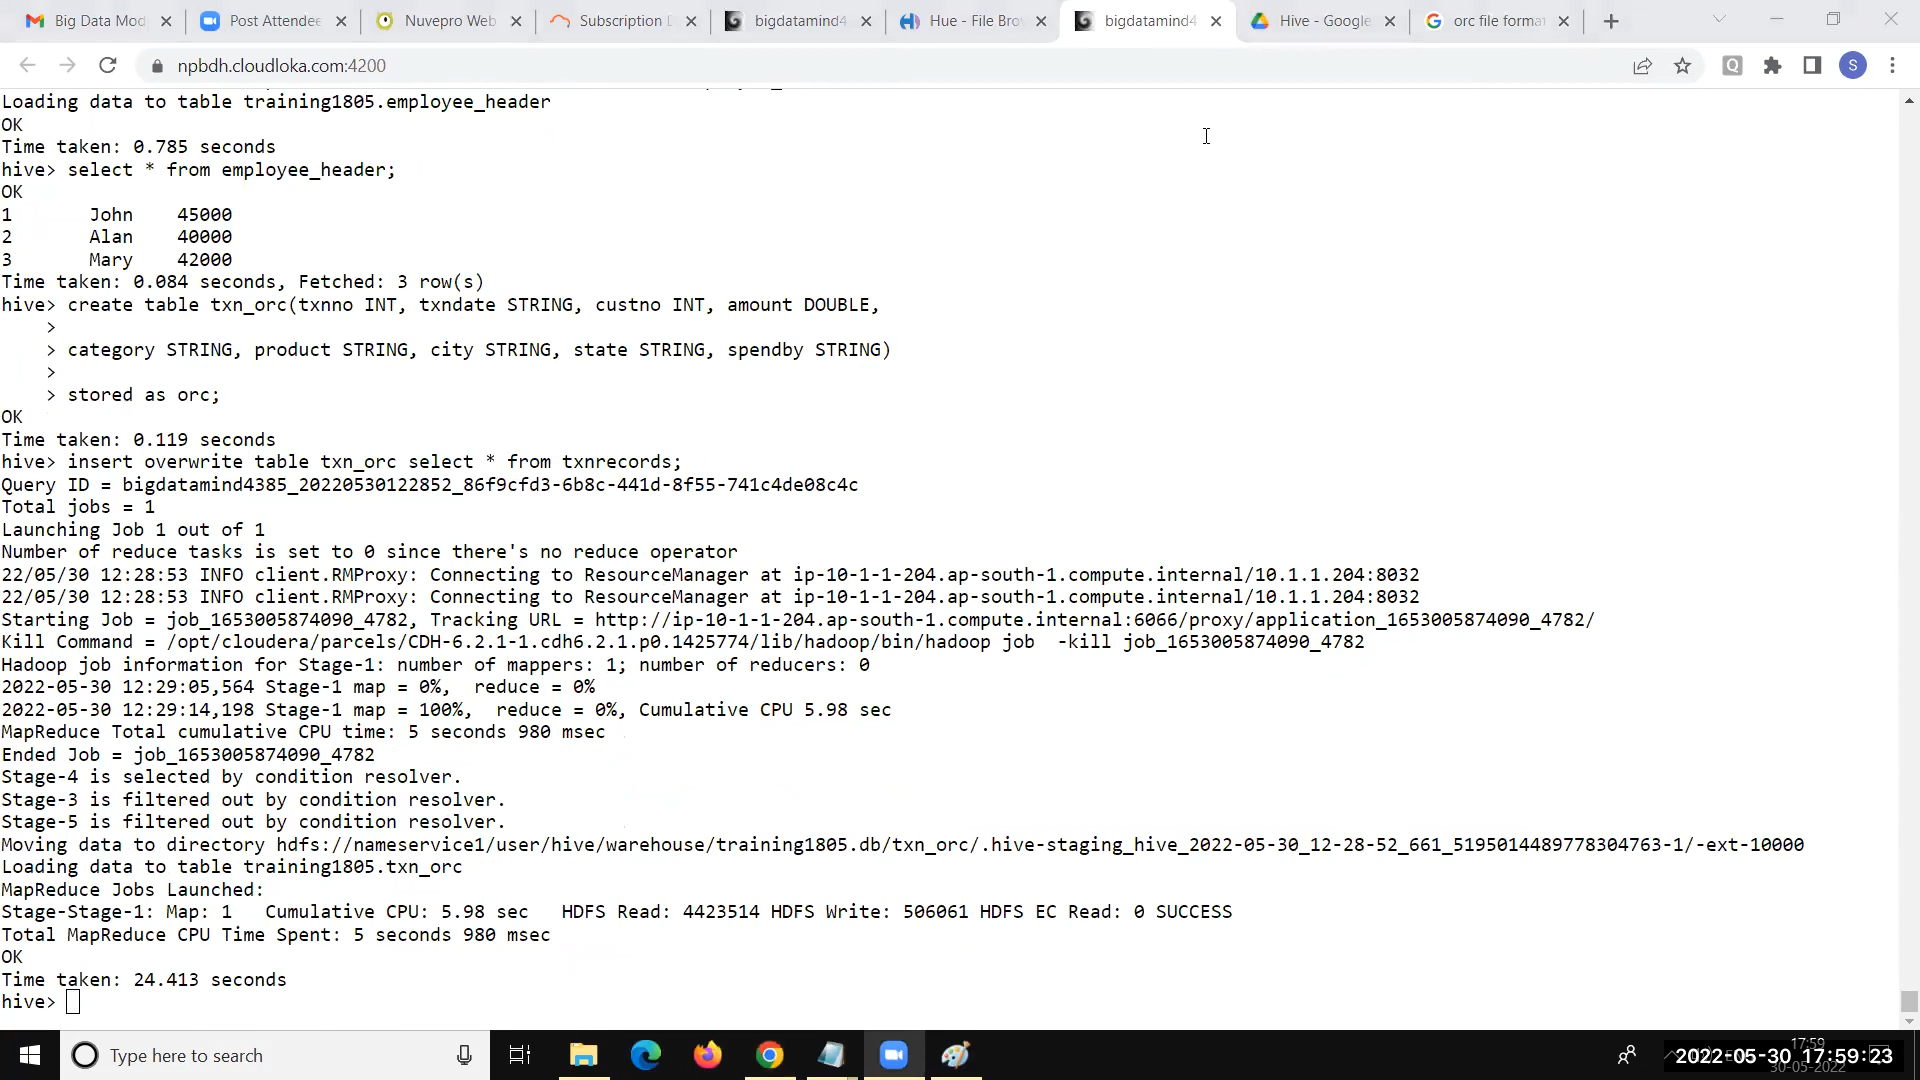 Big Data Mod
Post Attendee
Nuvepro Web
Subscription D
bigdatamind4
Hue - File Brow
bigdatamind4
Hive - Google
orc file format
npbdh.cloudloka.com:4200
Q
S
Loading data to table training1805.employee_header
OK
Time taken: 0.785 seconds
hive> select * from employee_header;
OK
1 John 45000
2 Alan 40000
3 Mary 42000
Time taken: 0.084 seconds, Fetched: 3 row(s)
hive> create table txn_orc(txnno INT, txndate STRING, custno INT, amount DOUBLE,
>
> category STRING, product STRING, city STRING, state STRING, spendby STRING)
>
> stored as orc;
OK
Time taken: 0.119 seconds
hive> insert overwrite table txn_orc select * from txnrecords;
Query ID = bigdatamind4385_20220530122852_86f9cfd3-6b8c-441d-8f55-741c4de08c4c
Total jobs = 1
Launching Job 1 out of 1
Number of reduce tasks is set to 0 since there's no reduce operator
22/05/30 12:28:53 INFO client.RMProxy: Connecting to ResourceManager at ip-10-1-1-204.ap-south-1.compute.internal/10.1.1.204:8032
22/05/30 12:28:53 INFO client.RMProxy: Connecting to ResourceManager at ip-10-1-1-204.ap-south-1.compute.internal/10.1.1.204:8032
Starting Job = job_1653005874090_4782, Tracking URL = http://ip-10-1-1-204.ap-south-1.compute.internal:6066/proxy/application_1653005874090_4782/
Kill Command = /opt/cloudera/parcels/CDH-6.2.1-1.cdh6.2.1.p0.1425774/lib/hadoop/bin/hadoop job  -kill job_1653005874090_4782
Hadoop job information for Stage-1: number of mappers: 1; number of reducers: 0
2022-05-30 12:29:05,564 Stage-1 map = 0%,  reduce = 0%
2022-05-30 12:29:14,198 Stage-1 map = 100%,  reduce = 0%, Cumulative CPU 5.98 sec
MapReduce Total cumulative CPU time: 5 seconds 980 msec
Ended Job = job_1653005874090_4782
Stage-4 is selected by condition resolver.
Stage-3 is filtered out by condition resolver.
Stage-5 is filtered out by condition resolver.
Moving data to directory hdfs://nameservice1/user/hive/warehouse/training1805.db/txn_orc/.hive-staging_hive_2022-05-30_12-28-52_661_5195014489778304763-1/-ext-10000
Loading data to table training1805.txn_orc
MapReduce Jobs Launched:
Stage-Stage-1: Map: 1   Cumulative CPU: 5.98 sec   HDFS Read: 4423514 HDFS Write: 506061 HDFS EC Read: 0 SUCCESS
Total MapReduce CPU Time Spent: 5 seconds 980 msec
OK
Time taken: 24.413 seconds
hive>
Type here to search
17:59
2022-05-30 17:59:23
30-05-2022